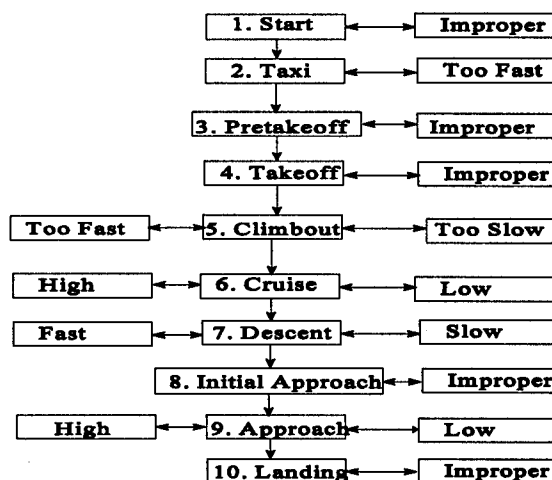 1. Start Improper
2. Taxi Too Fast
3. Pretakeoff Improper
4. Takeoff Improper
Too Fast 5. Climbout Too Slow
High 6. Cruise Low
Fast 7. Descent Slow
8. Initial Approach Improper
High 9. Approach Low
10. Landing Improper